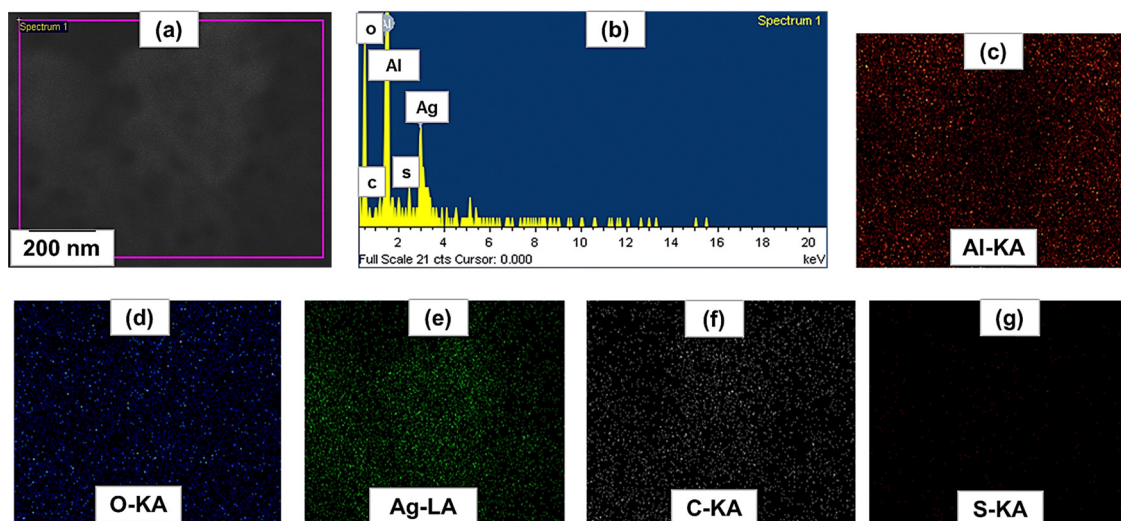 (a)
Spectrum 1
200 nm
(b)
Spectrum 1
o
Al
Al
Ag
c
s
2 4 6 8 10 12 14 16 18 20
Full Scale 21 cts Cursor: 0.000 keV
(c)
Al-KA
(d)
O-KA
(e)
Ag-LA
(f)
C-KA
(g)
S-KA